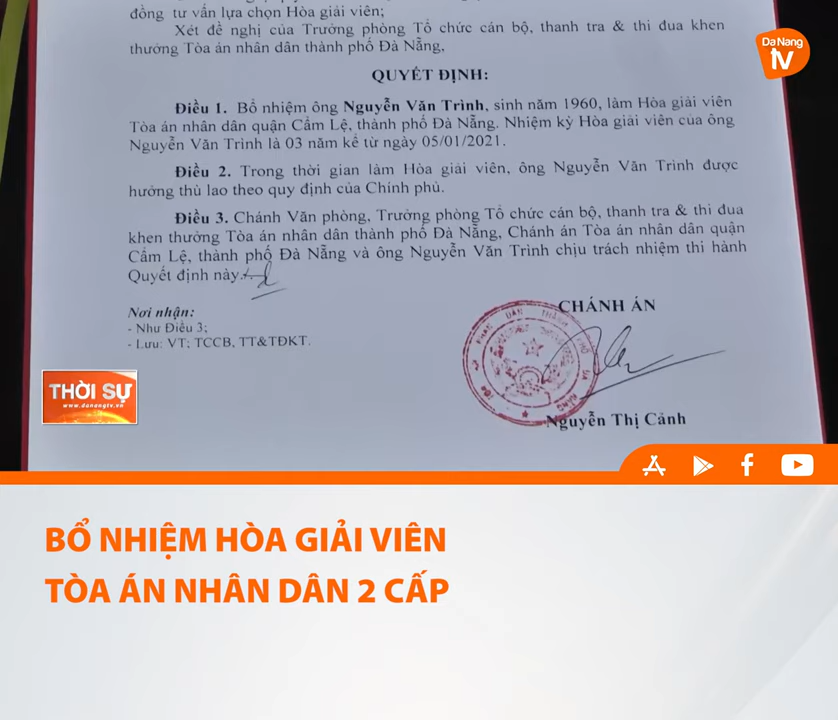 đồng tư vấn lựa chọn Hòa giải viên;
Xét đề nghị của Trưởng phòng Tổ chức cán bộ, thanh tra & thi đua khen
thưởng Tòa án nhân dân thành phố Đà Nẵng,
QUYẾT ĐỊNH:
Điều 1. Bổ nhiệm ông Nguyễn Văn Trình, sinh năm 1960, làm Hòa giải viên
Tòa án nhân dân quận Cẩm Lệ, thành phố Đà Nẵng. Nhiệm kỳ Hòa giải viên của ông
Nguyễn Văn Trình là 03 năm kể từ ngày 05/01/2021.
Điều 2. Trong thời gian làm Hòa giải viên, ông Nguyễn Văn Trình được
hưởng thù lao theo quy định của Chính phủ.
Điều 3. Chánh Văn phòng, Trưởng phòng Tổ chức cán bộ, thanh tra & thi đua
khen thưởng Tòa án nhân dân thành phố Đà Nẵng, Chánh án Tòa án nhân dân quận
Cẩm Lệ, thành phố Đà Nẵng và ông Nguyễn Văn Trình chịu trách nhiệm thi hành
Quyết định này.
Nơi nhận:
- Như Điều 3;
- Lưu: VT; TCCB, TT&TĐKT.
CHÁNH ÁN
Nguyễn Thị Cảnh
Da Nang
tv
THỜI SỰ
www.danangtv.vn
BỔ NHIỆM HÒA GIẢI VIÊN
TÒA ÁN NHÂN DÂN 2 CẤP